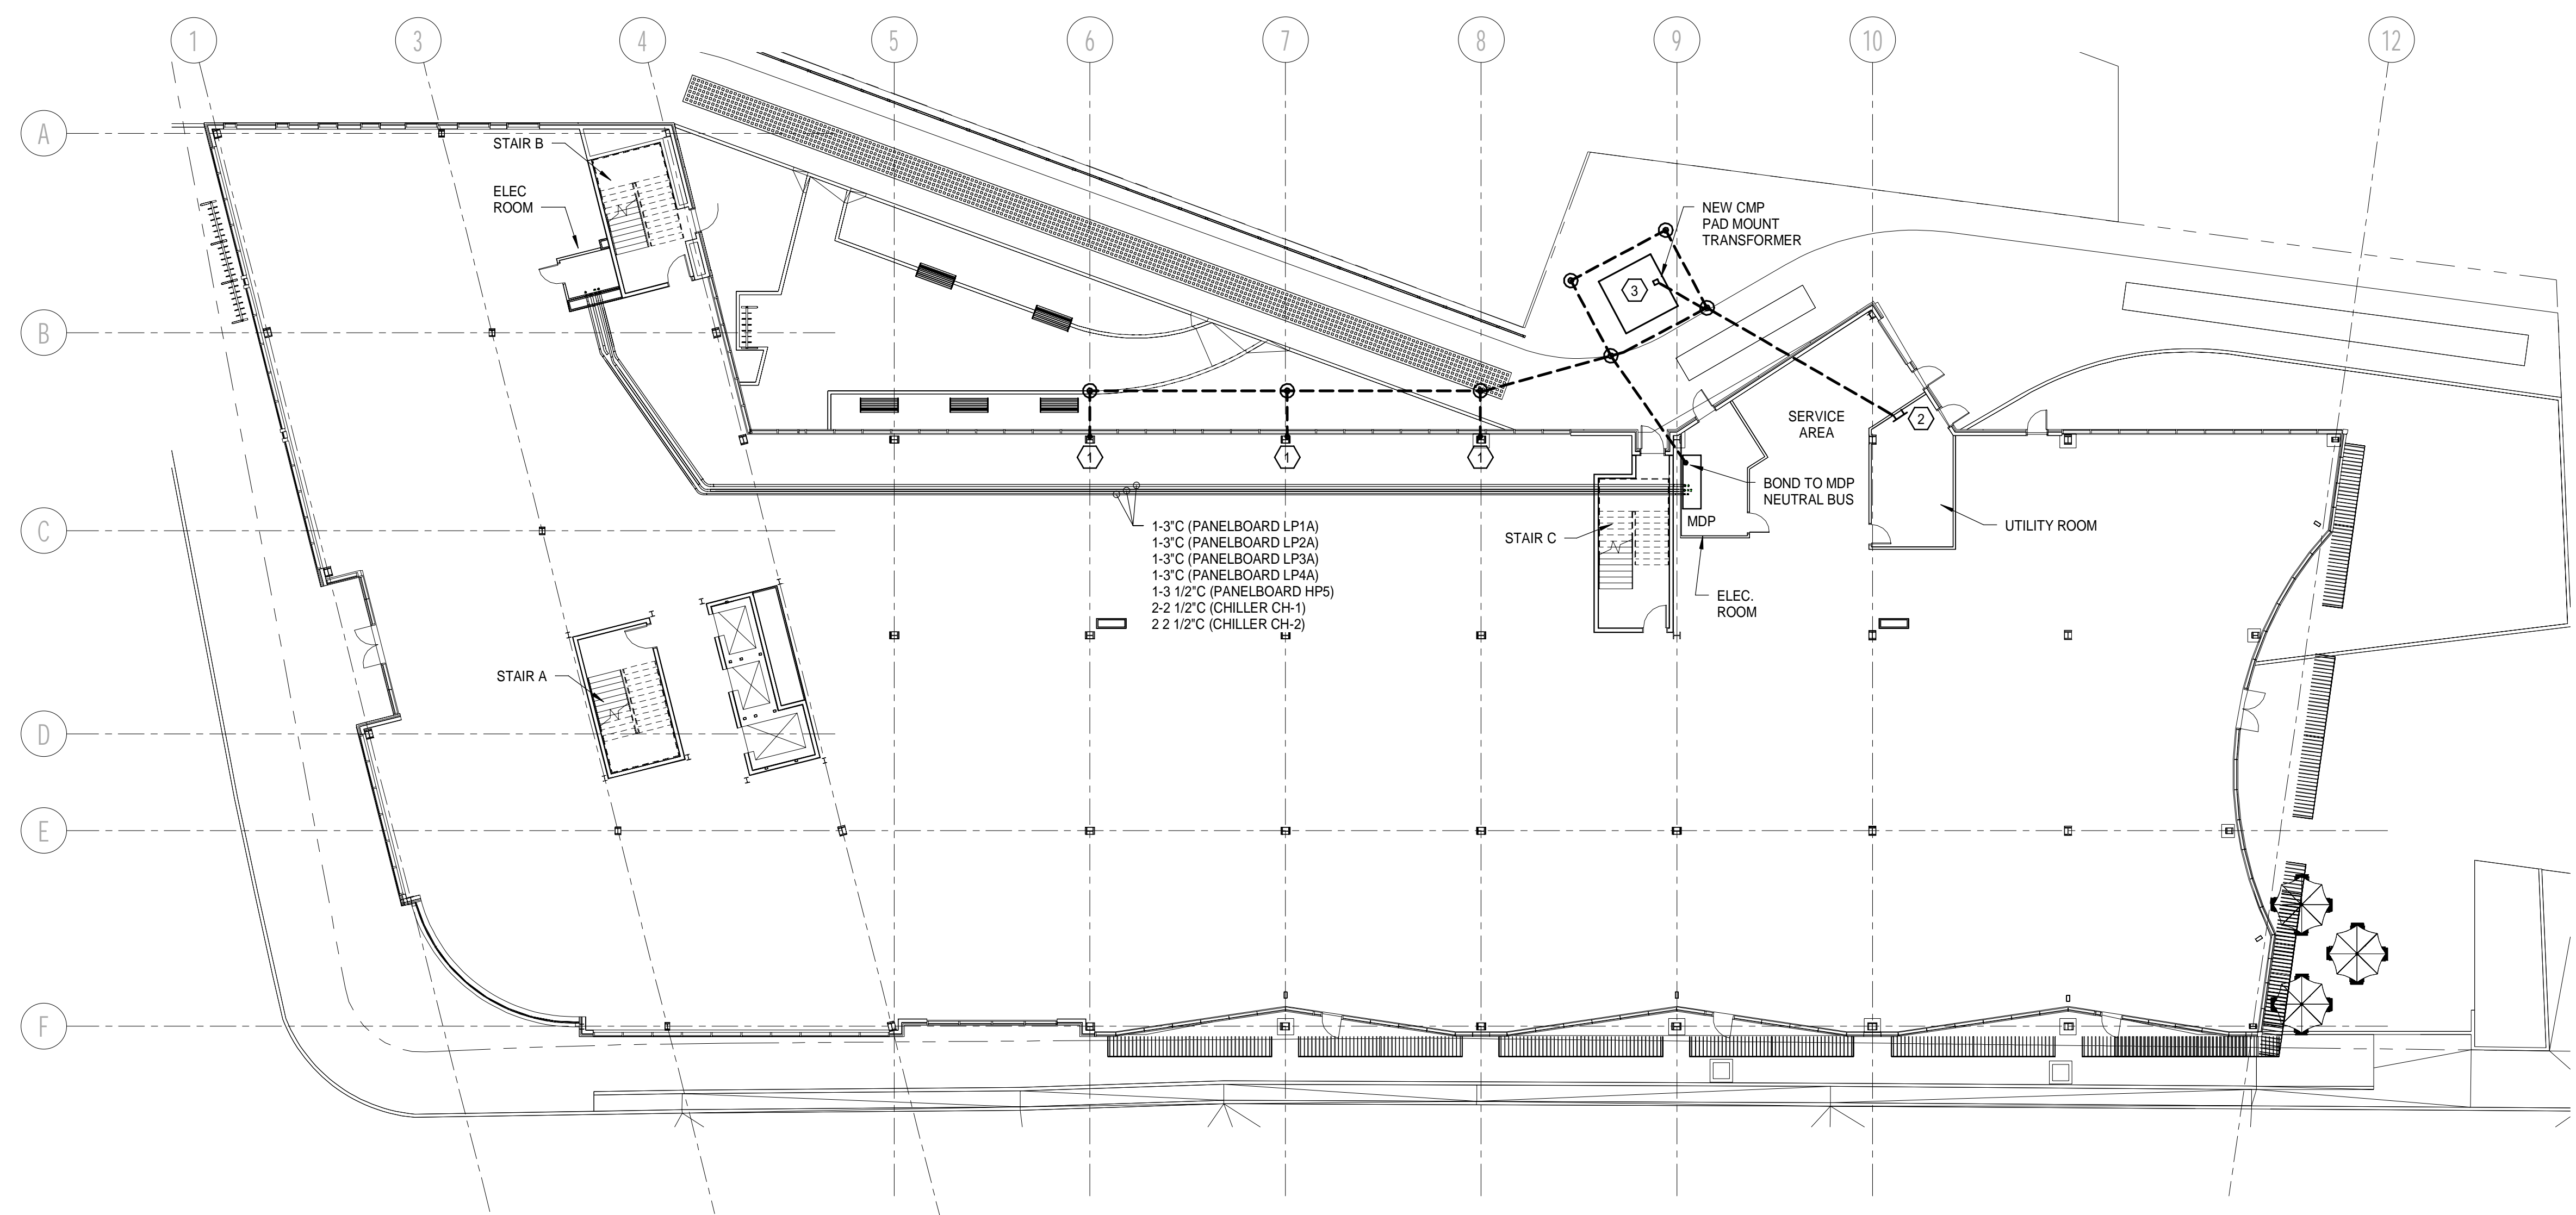 1
3
4
5
6
7
8
9
10
12
A
B
C
D
E
F
STAIR B
ELEC
ROOM
NEW CMP
PAD MOUNT
TRANSFORMER
3
SERVICE
AREA
2
1
1
1
BOND TO MDP
NEUTRAL BUS
MDP
UTILITY ROOM
STAIR C
ELEC.
ROOM
1-3"C (PANELBOARD LP1A)
1-3"C (PANELBOARD LP2A)
1-3"C (PANELBOARD LP3A)
1-3"C (PANELBOARD LP4A)
1-3 1/2"C (PANELBOARD HP5)
2-2 1/2"C (CHILLER CH-1)
2 2 1/2"C (CHILLER CH-2)
STAIR A